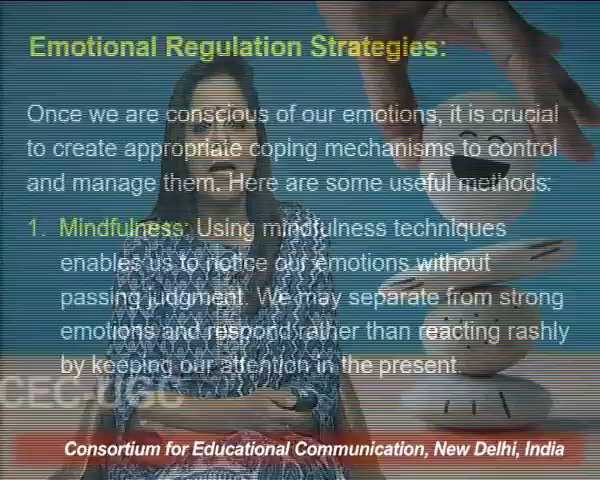 Emotional Regulation Strategies:
Once we are conscious of our emotions, it is crucial
to create appropriate coping mechanisms to control
and manage them. Here are some useful methods:
1. Mindfulness: Using mindfulness techniques
enables us to notice our emotions without
passing judgment. We may separate from strong
emotions and respond rather than reacting rashly
by keeping our attention in the present.
CEC-UGC
Consortium for Educational Communication, New Delhi, India